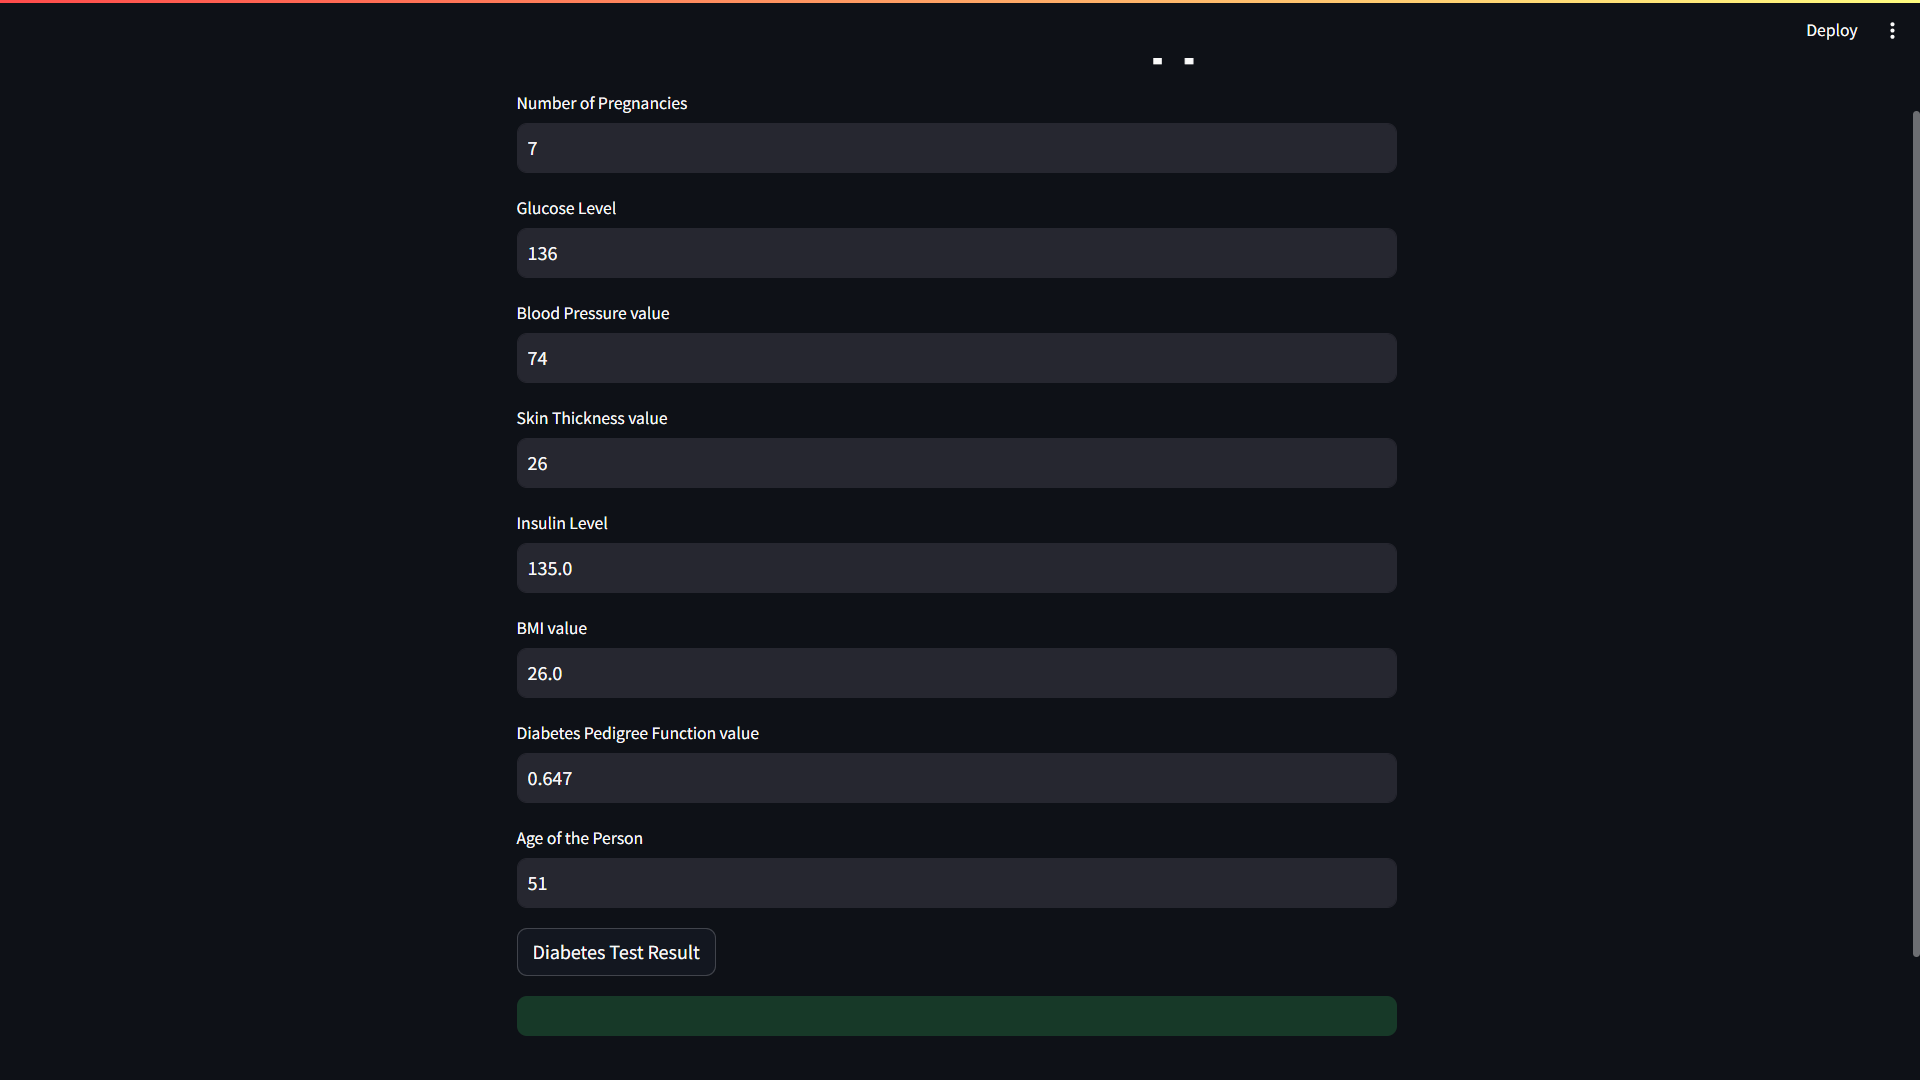 Deploy
Number of Pregnancies
7
Glucose Level
136
Blood Pressure value
74
Skin Thickness value
26
Insulin Level
135.0
BMI value
26.0
Diabetes Pedigree Function value
0.647
Age of the Person
51
Diabetes Test Result